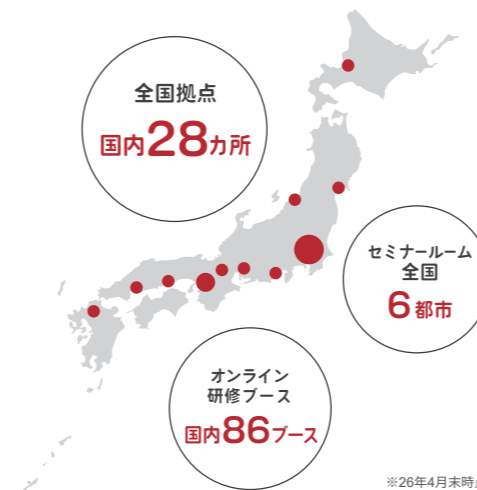 全国拠点
国内28カ所
セミナールーム
全国
6都市
オンライン
研修ブース
国内86ブース
※26年4月末時